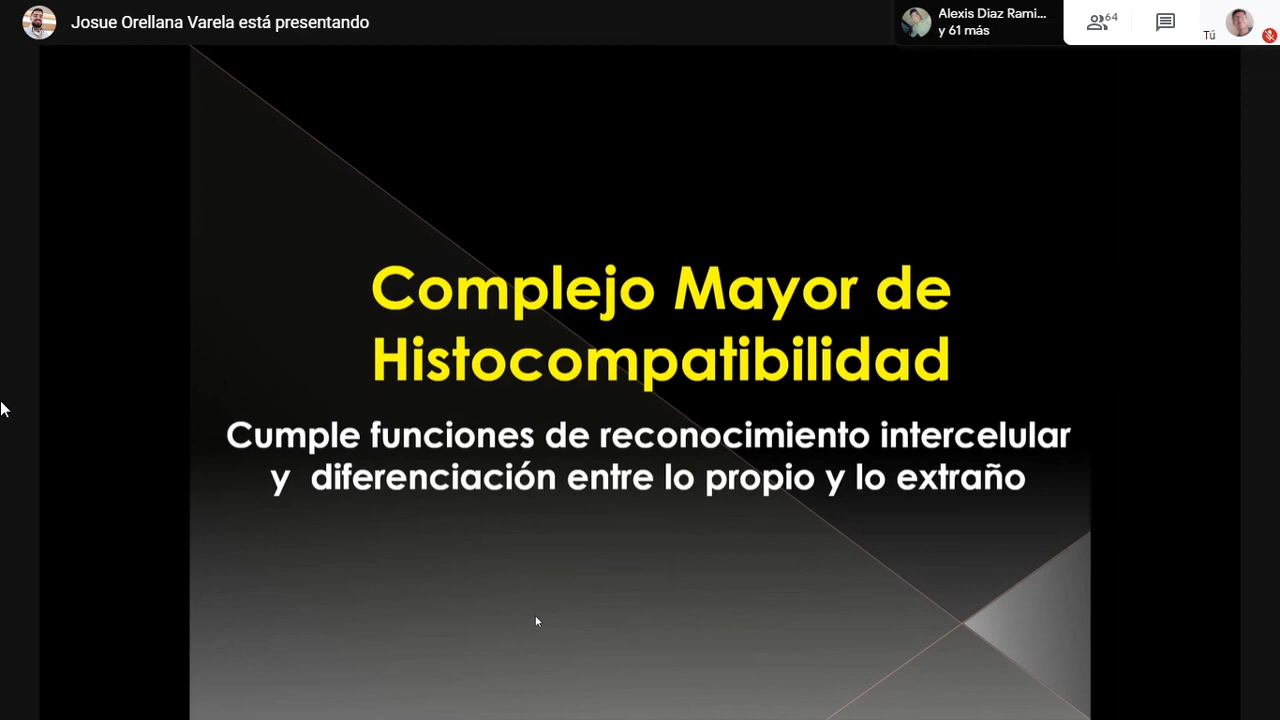 Josue Orellana Varela está presentando
Alexis Diaz Rami...
y 61 más
64
Tú
Complejo Mayor de
Histocompatibilidad
Cumple funciones de reconocimiento intercelular
y diferenciación entre lo propio y lo extraño